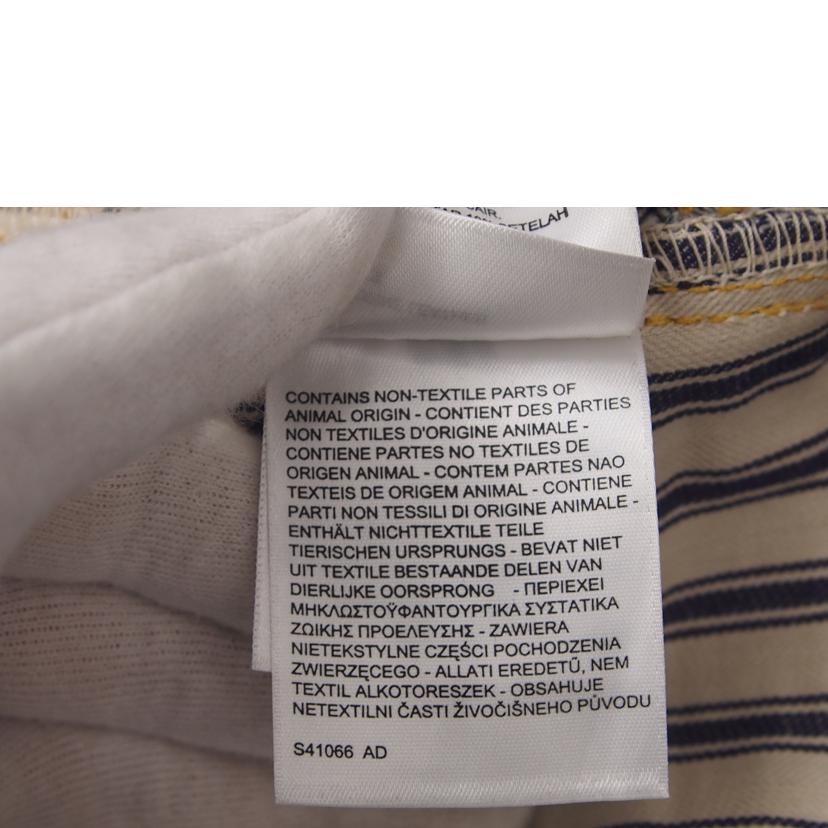 AIR.
SETELAH
CONTAINS NON-TEXTILE PARTS OF
ANIMAL ORIGIN - CONTIENT DES PARTIES
NON TEXTILES D'ORIGINE ANIMALE -
CONTIENE PARTES NO TEXTILES DE
ORIGEN ANIMAL - CONTEM PARTES NAO
TEXTEIS DE ORIGEM ANIMAL - CONTIENE
PARTI NON TESSILI DI ORIGINE ANIMALE -
ENTHÄLT NICHTTEXTILE TEILE
TIERISCHEN URSPRUNGS - BEVAT NIET
UIT TEXTILE BESTAANDE DELEN VAN
DIERLIJKE OORSPRONG - ΠΕΡΙΕΧΕΙ
ΜΗΚΛΩΣΤΟΫΦΑΝΤΟΥΡΓΙΚΑ ΣΥΣΤΑΤΙΚΑ
ΖΩΙΚΗΣ ΠΡΟΕΛΕΥΣΗΣ - ZAWIERA
NIETEKSTYLNE CZĘŚCI POCHODZENIA
ZWIERZĘCEGO - ALLATI EREDETŰ, NEM
TEXTIL ALKOTORESZEK - OBSAHUJE
NETEXTILNI ČASTI ŽIVOČIŠNEHO PŮVODU
S41066 AD